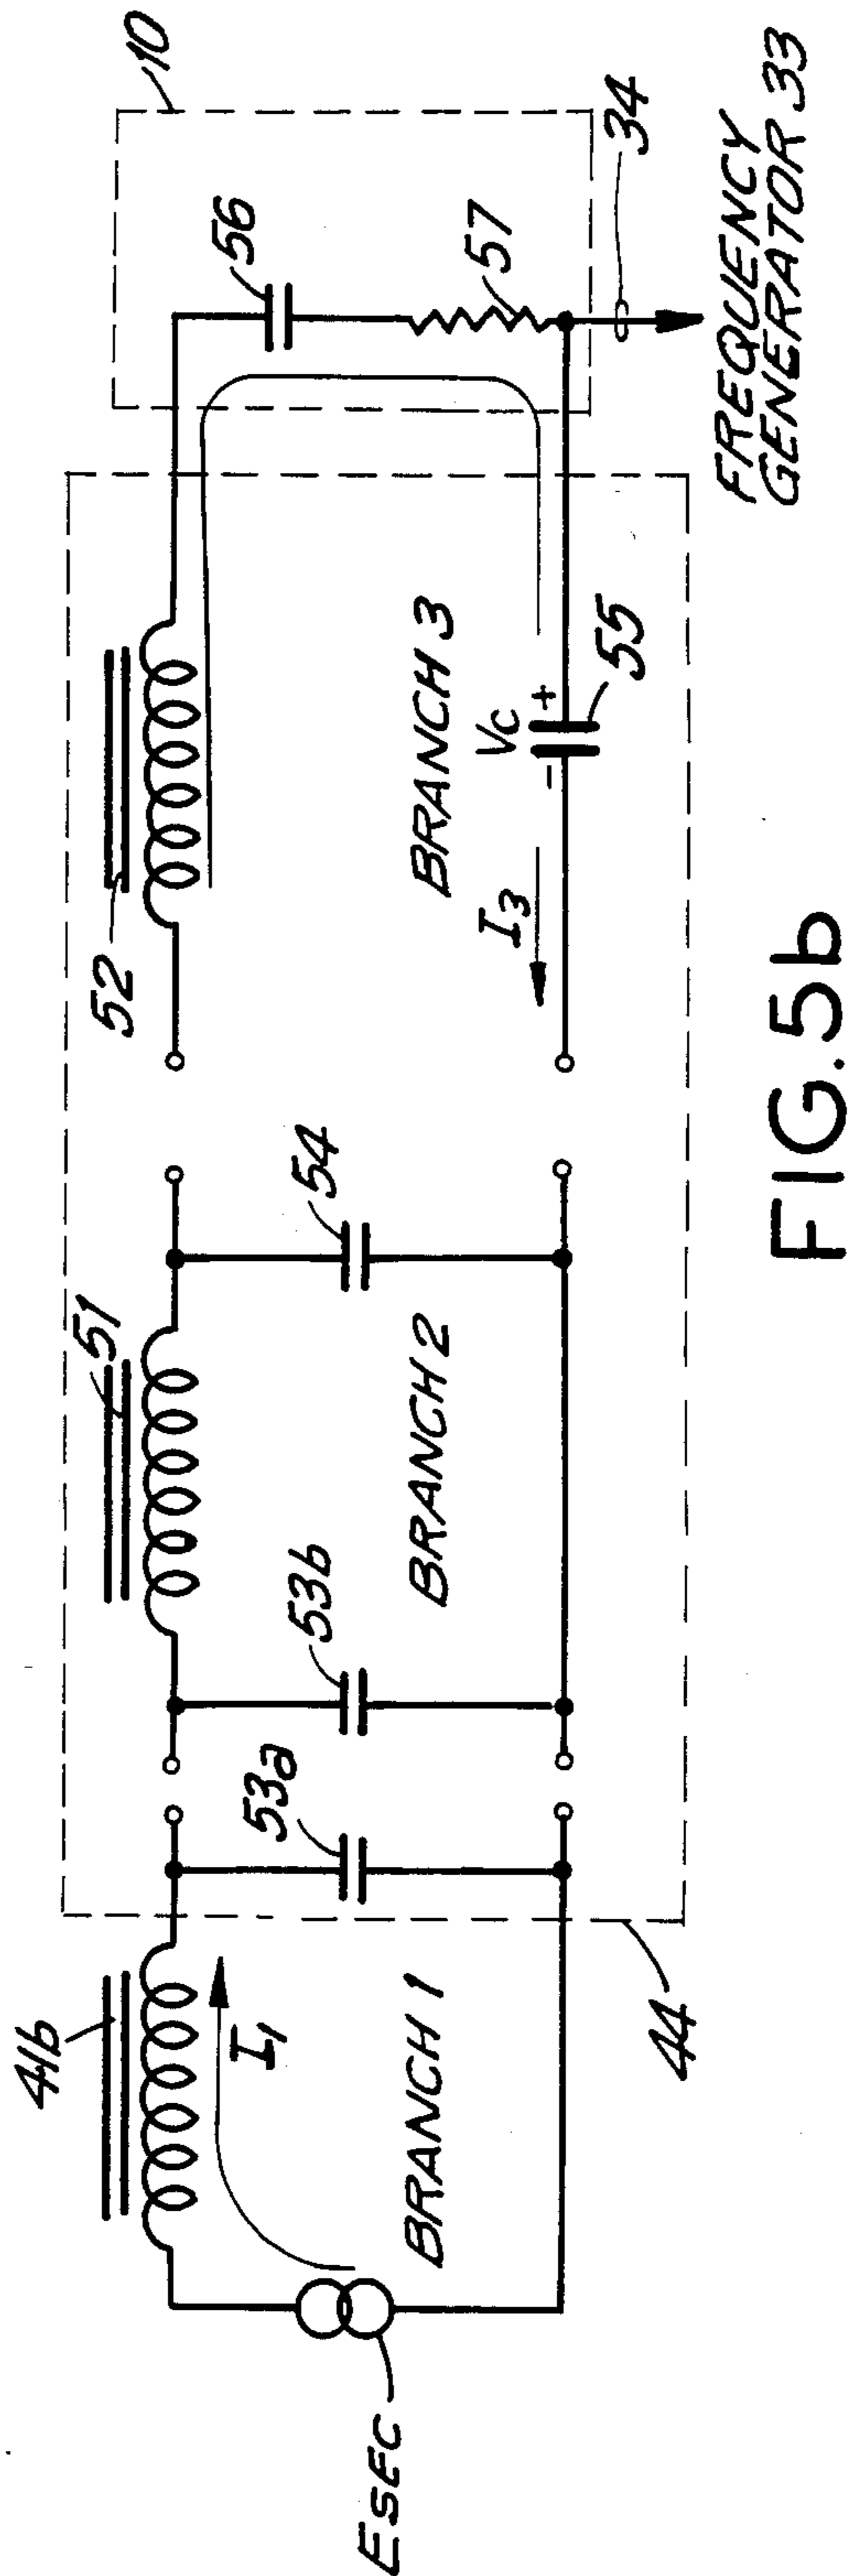 10
56
57
34
FREQUENCY
GENERATOR 33
52
BRANCH 3
VC
- +
55
I3
54
51
BRANCH 2
53b
53a
41b
I1
BRANCH 1
44
ESEC
FIG.5b